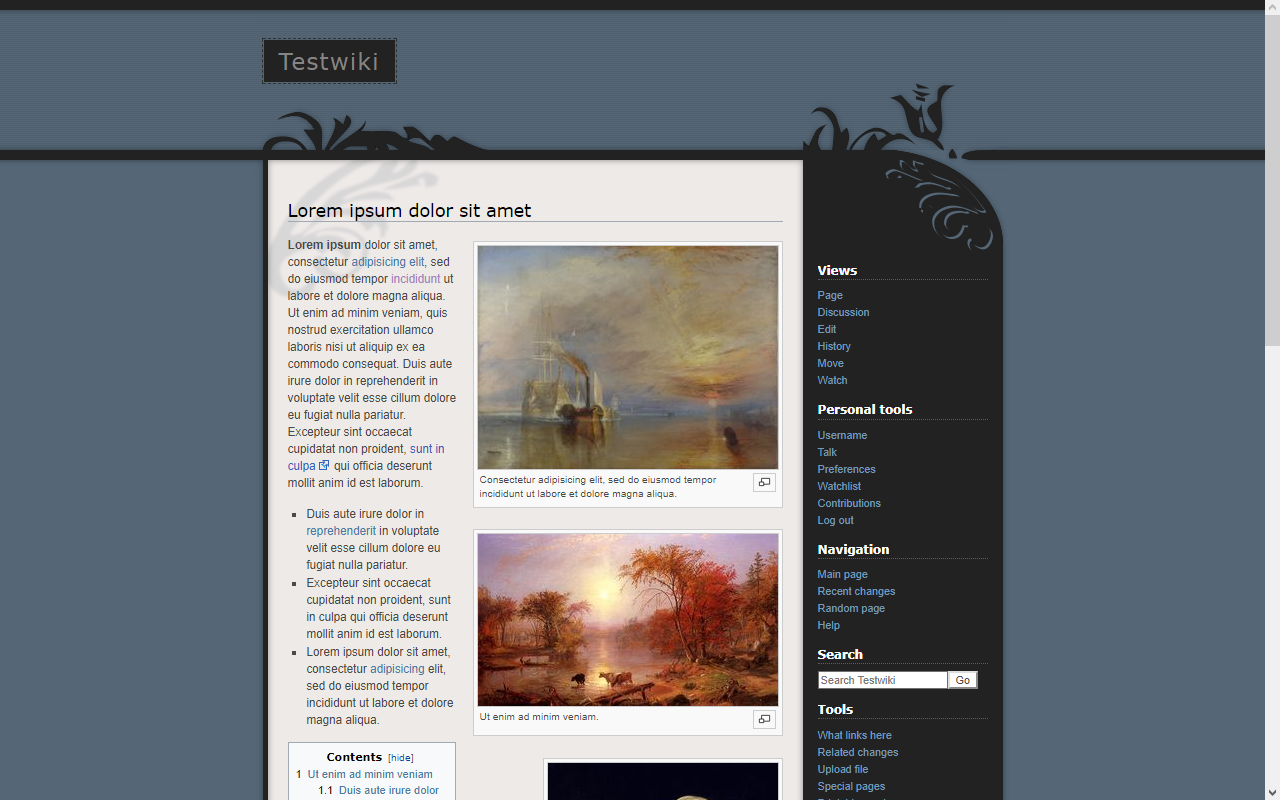 Testwiki
Lorem ipsum dolor sit amet
Lorem ipsum dolor sit amet,
consectetur adipisicing elit, sed
do eiusmod tempor incididunt ut
labore et dolore magna aliqua.
Ut enim ad minim veniam, quis
nostrud exercitation ullamco
laboris nisi ut aliquip ex ea
commodo consequat. Duis aute
irure dolor in reprehenderit in
voluptate velit esse cillum dolore
eu fugiat nulla pariatur.
Excepteur sint occaecat
cupidatat non proident, sunt in
culpa qui officia deserunt
mollit anim id est laborum.
Duis aute irure dolor in
reprehenderit in voluptate
velit esse cillum dolore eu
fugiat nulla pariatur.
Excepteur sint occaecat
cupidatat non proident, sunt
in culpa qui officia deserunt
mollit anim id est laborum.
Lorem ipsum dolor sit amet,
consectetur adipisicing elit,
sed do eiusmod tempor
incididunt ut labore et dolore
magna aliqua.
Contents [hide]
1 Ut enim ad minim veniam
1.1 Duis aute irure dolor
Consectetur adipisicing elit, sed do eiusmod tempor
incididunt ut labore et dolore magna aliqua.
Ut enim ad minim veniam.
Views
Page
Discussion
Edit
History
Move
Watch
Personal tools
Username
Talk
Preferences
Watchlist
Contributions
Log out
Navigation
Main page
Recent changes
Random page
Help
Search
Search Testwiki Go
Tools
What links here
Related changes
Upload file
Special pages